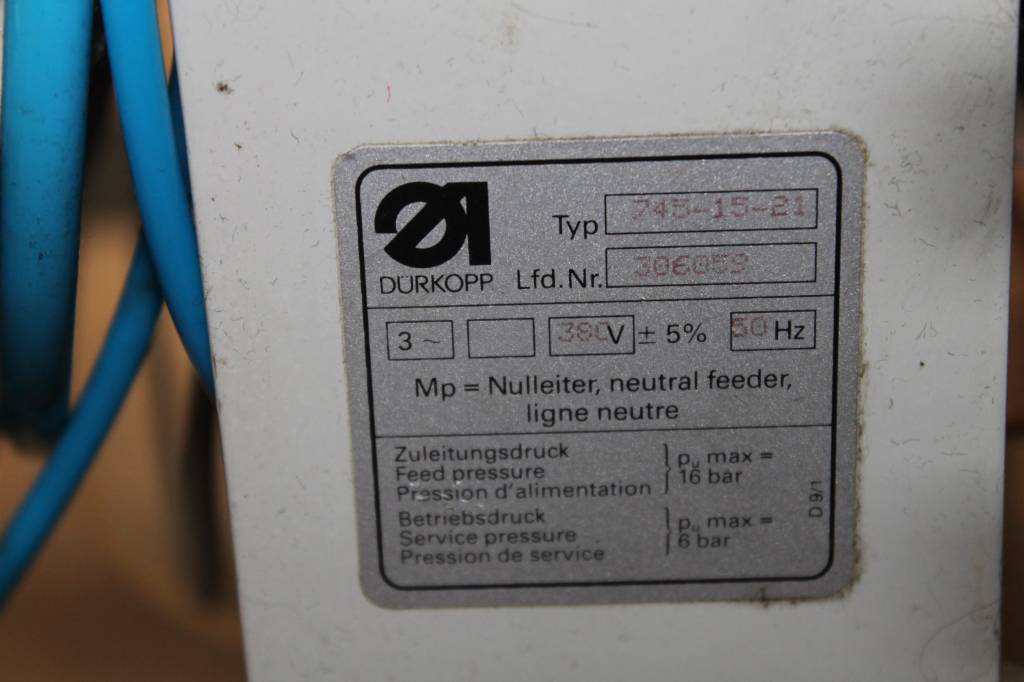 Typ 745-15-21
DÜRKOPP Lfd. Nr. 306059
3 ~ 380V ± 5% 50 Hz
Mp = Nulleiter, neutral feeder,
ligne neutre
Zuleitungsdruck
Feed pressure
Pression d'alimentation
pᵤ max =
16 bar
Betriebsdruck
Service pressure
Pression de service
pᵤ max =
6 bar
D 9/1